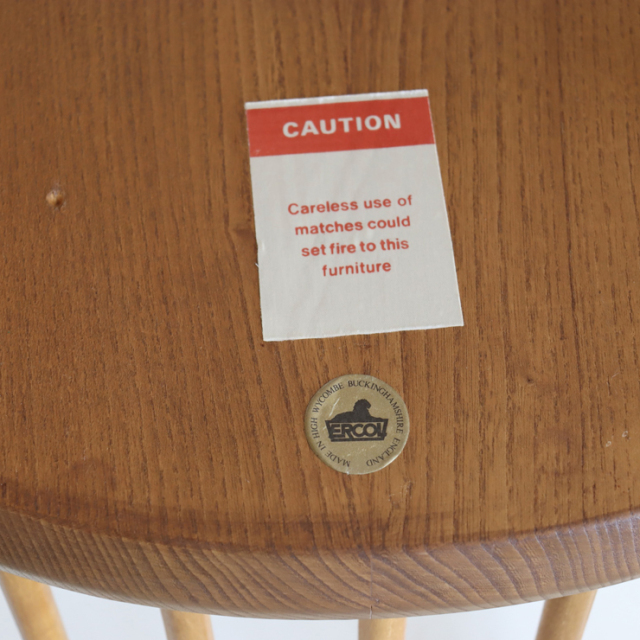 CAUTION
Careless use of
matches could
set fire to this
furniture
MADE IN HIGH WYCOMBE BUCKINGHAMSHIRE ENGLAND
ERCOL